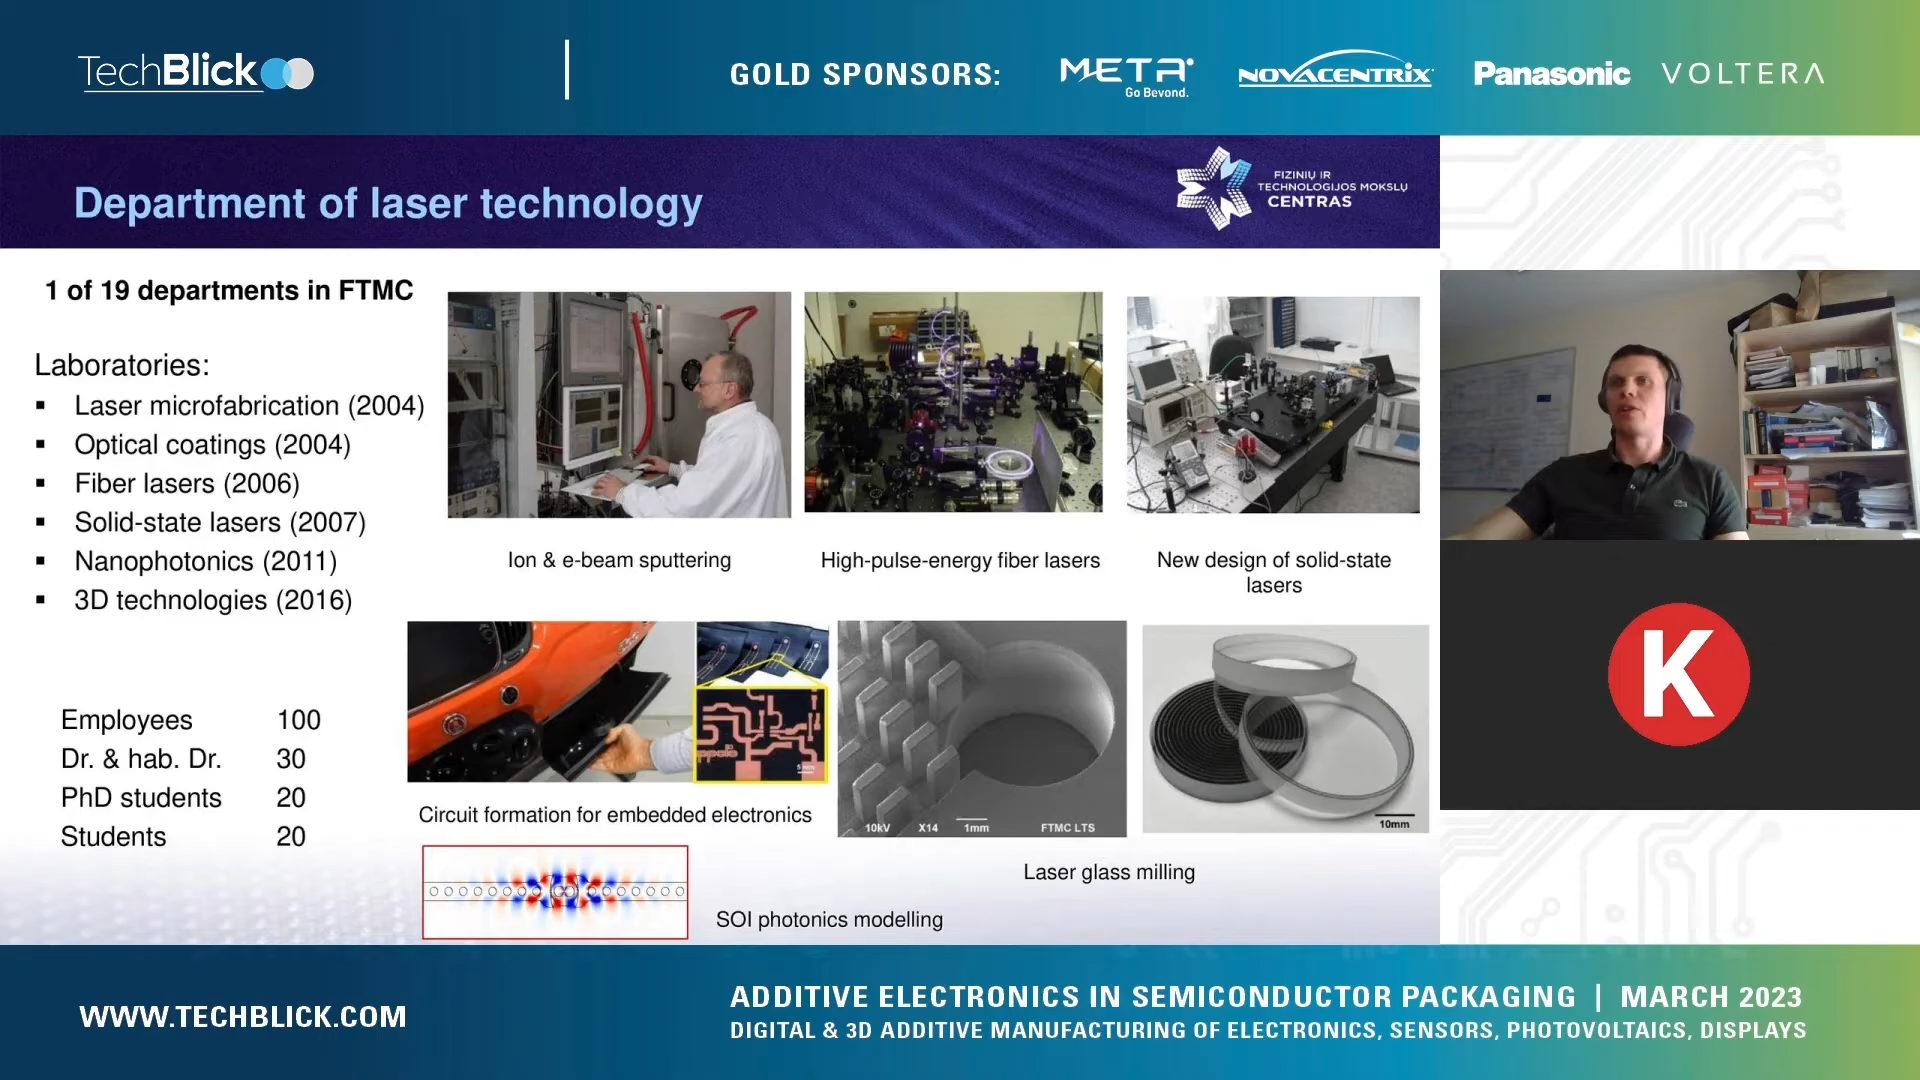 TechBlick
GOLD SPONSORS:
META
Go Beyond.
NOVACENTRIX
Panasonic
VOLTERA
Department of laser technology
FIZINIŲ IR
TECHNOLOGIJOS MOKSLŲ
CENTRAS
1 of 19 departments in FTMC
Laboratories:
▪ Laser microfabrication (2004)
▪ Optical coatings (2004)
▪ Fiber lasers (2006)
▪ Solid-state lasers (2007)
▪ Nanophotonics (2011)
▪ 3D technologies (2016)
Employees 100
Dr. & hab. Dr. 30
PhD students 20
Students 20
Ion & e-beam sputtering
High-pulse-energy fiber lasers
New design of solid-state
lasers
5 mm
Circuit formation for embedded electronics
10kV X14 1mm FTMC LTS
10mm
Laser glass milling
SOI photonics modelling
K
WWW.TECHBLICK.COM
ADDITIVE ELECTRONICS IN SEMICONDUCTOR PACKAGING | MARCH 2023
DIGITAL & 3D ADDITIVE MANUFACTURING OF ELECTRONICS, SENSORS, PHOTOVOLTAICS, DISPLAYS